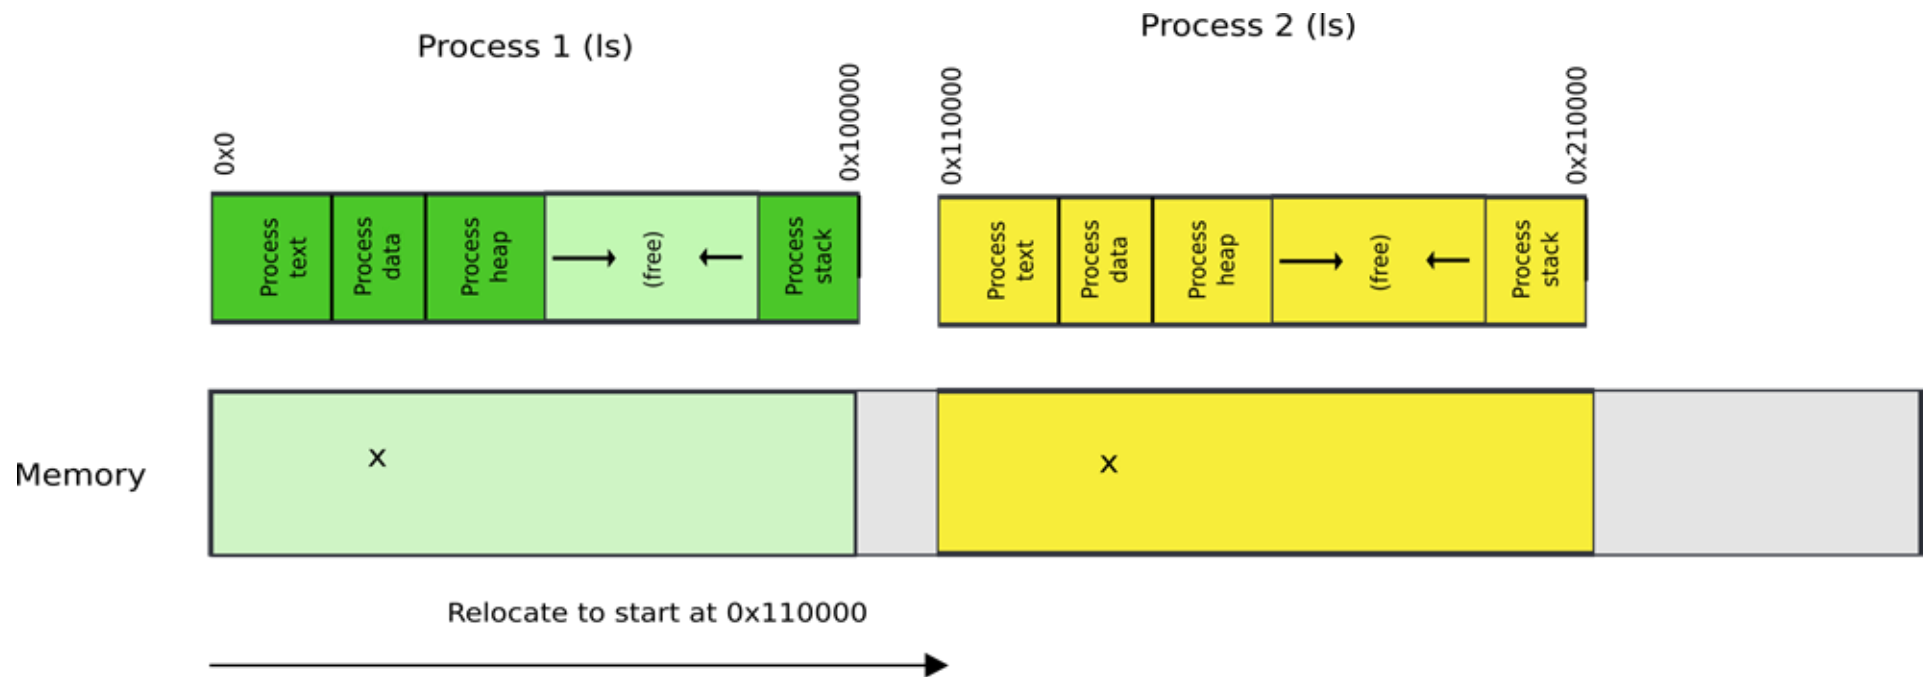 Process 1 (ls)
Process 2 (ls)
0x0
0x100000
0x110000
0x210000
Process
text
Process
data
Process
heap
(free)
Process
stack
Process
text
Process
data
Process
heap
(free)
Process
stack
Memory
x
x
Relocate to start at 0x110000